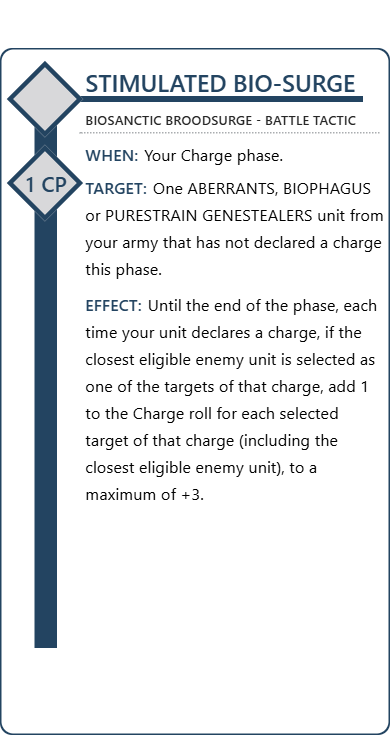 STIMULATED BIO-SURGE
BIOSANCTIC BROODSURGE - BATTLE TACTIC
WHEN: Your Charge phase.
1 CP
TARGET: One ABERRANTS, BIOPHAGUS
or PURESTRAIN GENESTEALERS unit from
your army that has not declared a charge
this phase.
EFFECT: Until the end of the phase, each
time your unit declares a charge, if the
closest eligible enemy unit is selected as
one of the targets of that charge, add 1
to the Charge roll for each selected
target of that charge (including the
closest eligible enemy unit), to a
maximum of +3.